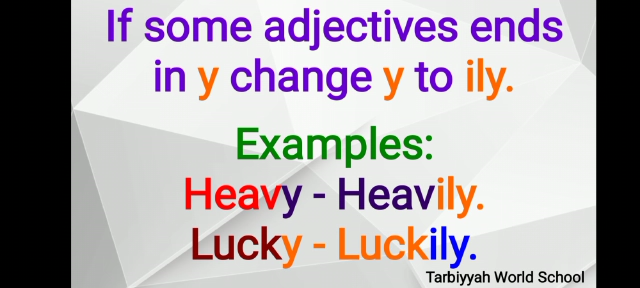 If some adjectives ends
in y change y to ily.
Examples:
Heavy - Heavily.
Lucky - Luckily.
Tarbiyyah World School